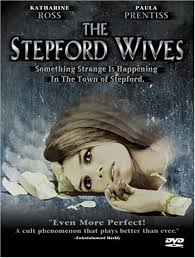 KATHARINE PAULA
ROSS PRENTISS
THE
STEPFORD WIVES
Something Strange Is Happening
In The Town of Stepford.
"Even More Perfect!
A cult phenomenon that plays better than ever."
-Entertainment Weekly
DVD